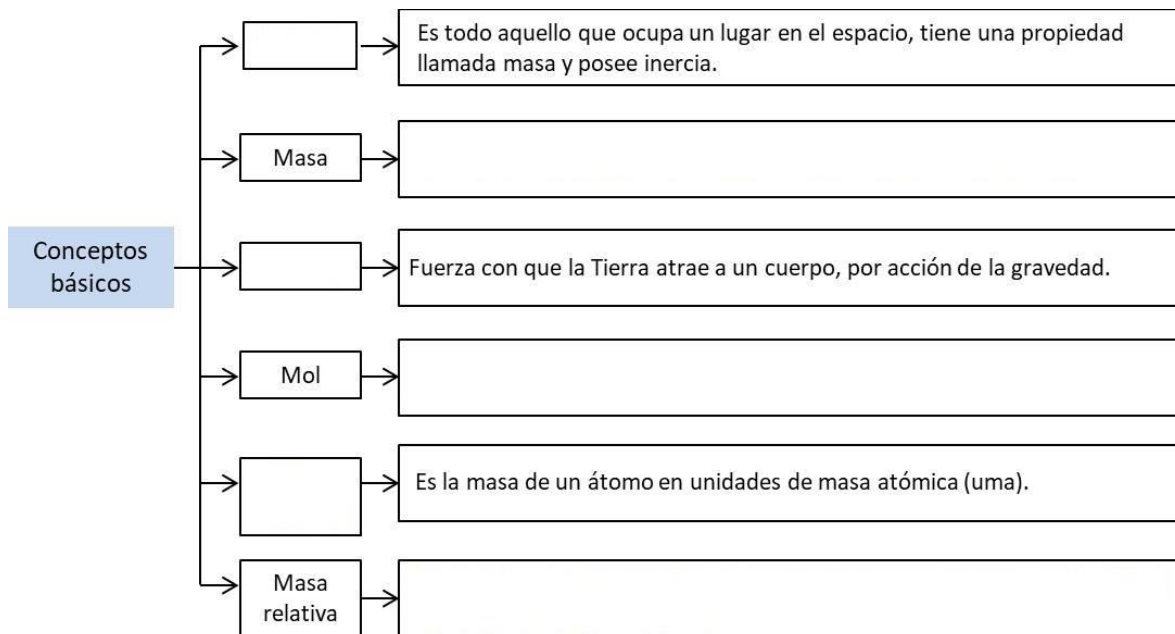 Es todo aquello que ocupa un lugar en el espacio, tiene una propiedad
llamada masa y posee inercia.
Masa
Conceptos
básicos
Fuerza con que la Tierra atrae a un cuerpo, por acción de la gravedad.
Mol
Es la masa de un átomo en unidades de masa atómica (uma).
Masa
relativa